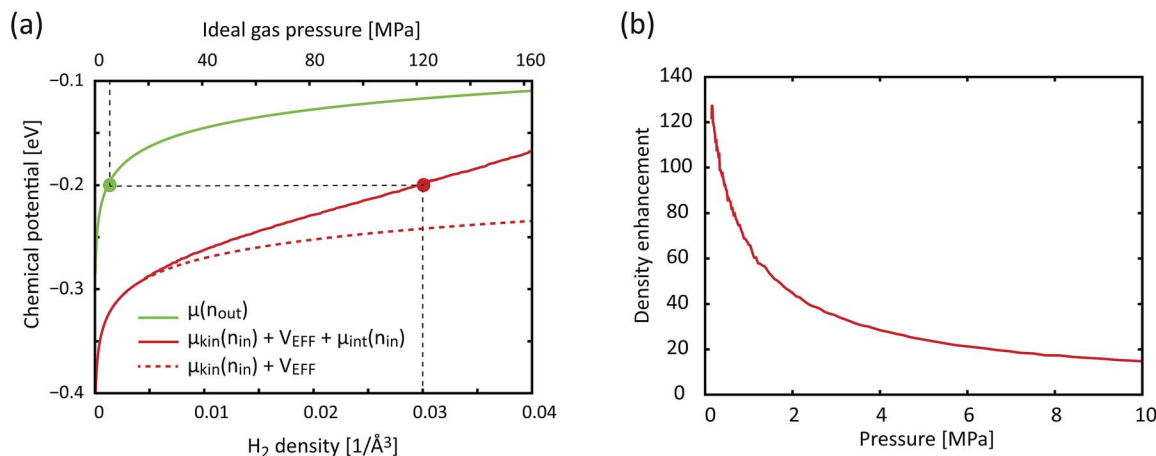 (a)
Ideal gas pressure [MPa]
0 40 80 120 160
−0.1
−0.2
−0.3
−0.4
Chemical potential [eV]
μ(n_out)
μ_kin(n_in) + V_EFF + μ_int(n_in)
μ_kin(n_in) + V_EFF
0 0.01 0.02 0.03 0.04
H₂ density [1/Å³]
(b)
140
120
100
80
60
40
20
0
Density enhancement
0 2 4 6 8 10
Pressure [MPa]